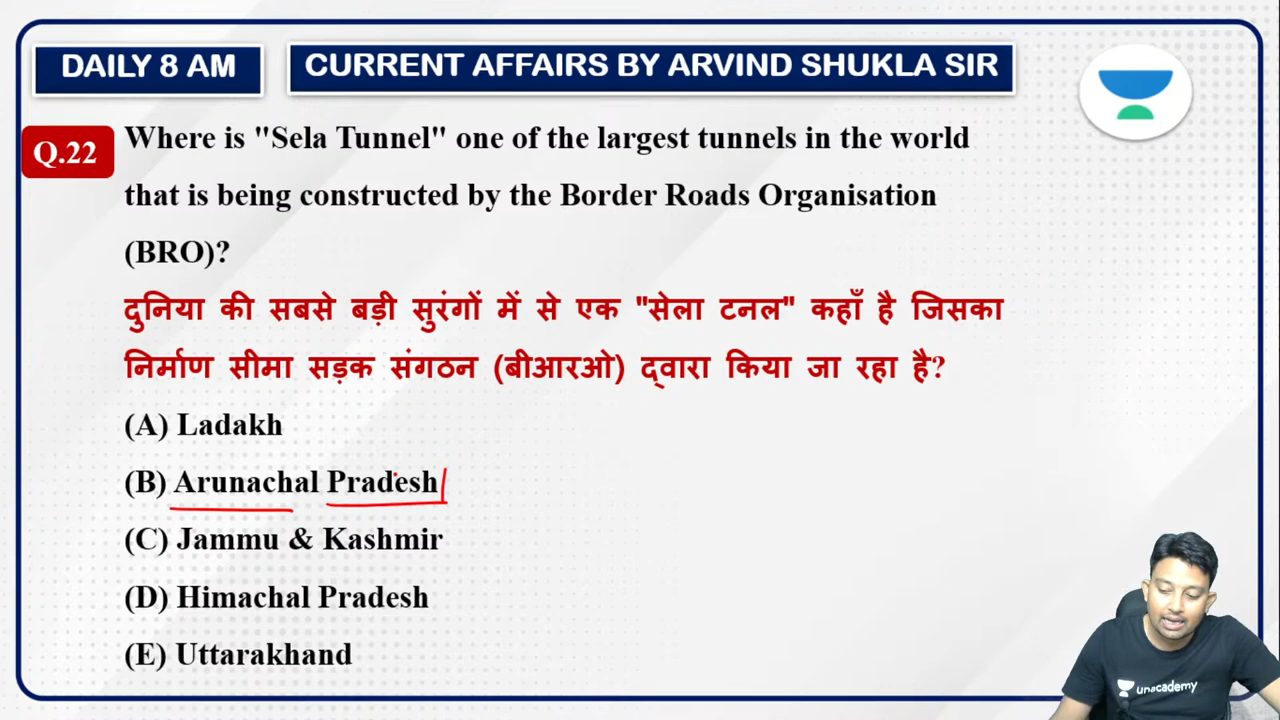 DAILY 8 AM
CURRENT AFFAIRS BY ARVIND SHUKLA SIR
Q.22
Where is "Sela Tunnel" one of the largest tunnels in the world
that is being constructed by the Border Roads Organisation
(BRO)?
दुनिया की सबसे बड़ी सुरंगों में से एक "सेला टनल" कहाँ है जिसका
निर्माण सीमा सड़क संगठन (बीआरओ) द्वारा किया जा रहा है?
(A) Ladakh
(B) Arunachal Pradesh
(C) Jammu & Kashmir
(D) Himachal Pradesh
(E) Uttarakhand
unacademy